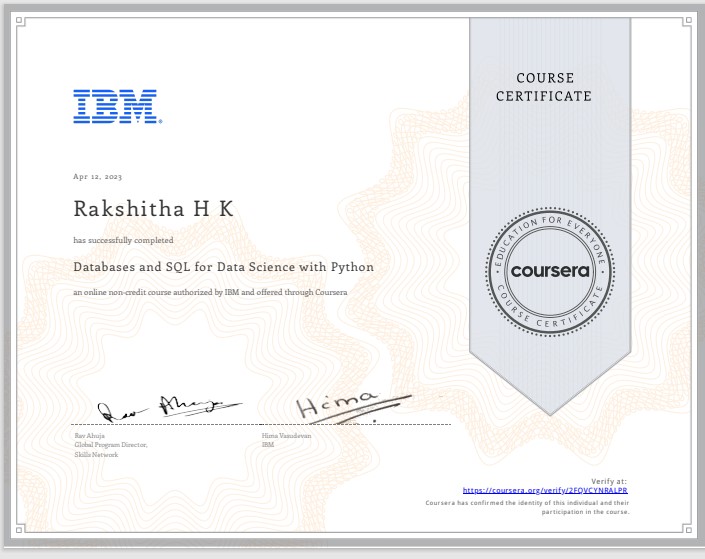 COURSE
CERTIFICATE
IBM®
Apr 12, 2023
Rakshitha H K
has successfully completed
Databases and SQL for Data Science with Python
an online non-credit course authorized by IBM and offered through Coursera
EDUCATION FOR EVERYONE
coursera
COURSE CERTIFICATE
Hima
Rav Ahuja
Global Program Director,
Skills Network
Hima Vasudevan
IBM
Verify at:
https://coursera.org/verify/2FQVCYNRALPR
Coursera has confirmed the identity of this individual and their
participation in the course.